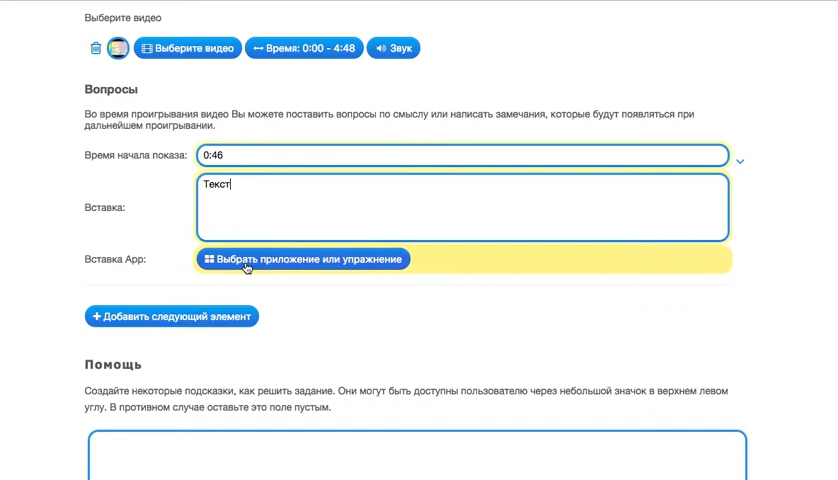 Выберите видео
Выберите видео
Время: 0:00 - 4:48
Звук
Вопросы
Во время проигрывания видео Вы можете поставить вопросы по смыслу или написать замечания, которые будут появляться при
дальнейшем проигрывании.
Время начала показа:
0:46
Вставка:
Текст
Вставка App:
Выбрать приложение или упражнение
Добавить следующий элемент
Помощь
Создайте некоторые подсказки, как решить задание. Они могут быть доступны пользователю через небольшой значок в верхнем левом
углу. В противном случае оставьте это поле пустым.